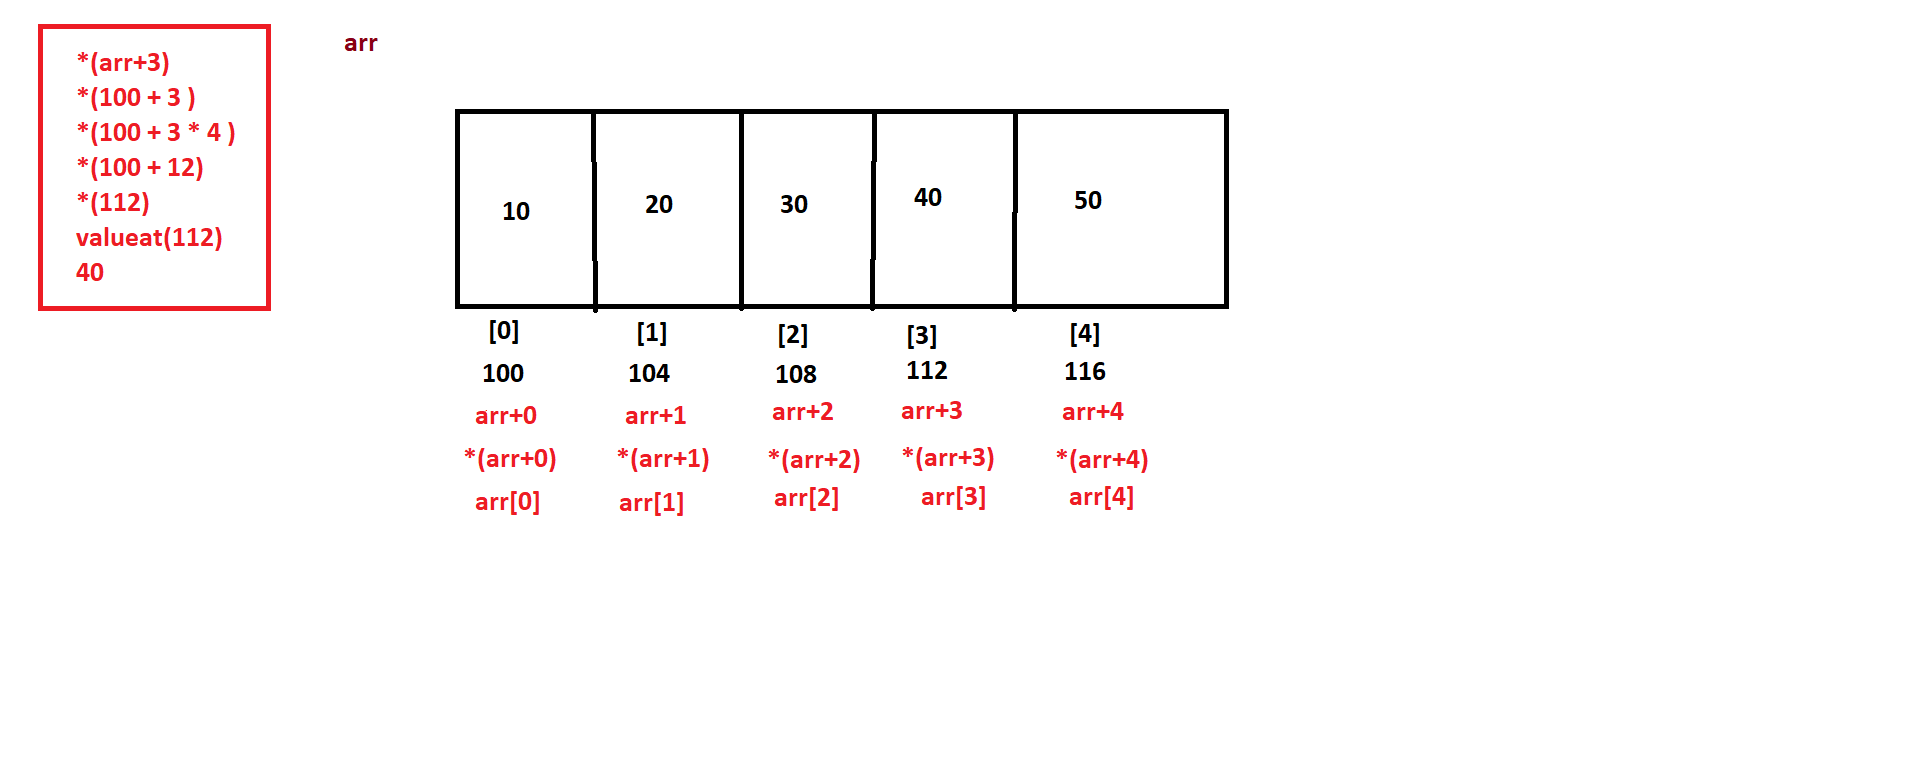 *(arr+3)
*(100 + 3 )
*(100 + 3 * 4 )
*(100 + 12)
*(112)
valueat(112)
40
arr
10 20 30 40 50
[0] [1] [2] [3] [4]
100 104 108 112 116
arr+0 arr+1 arr+2 arr+3 arr+4
*(arr+0) *(arr+1) *(arr+2) *(arr+3) *(arr+4)
arr[0] arr[1] arr[2] arr[3] arr[4]